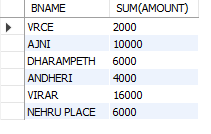 BNAME SUM(AMOUNT)
VRCE 2000
AJNI 10000
DHARAMPETH 6000
ANDHERI 4000
VIRAR 16000
NEHRU PLACE 6000